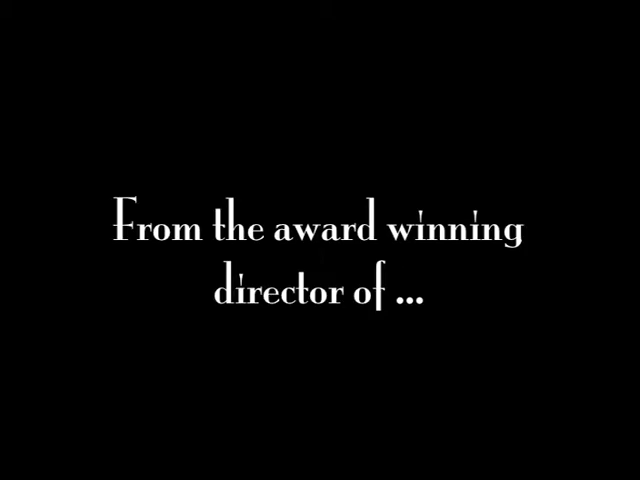 From the award winning
director of ...